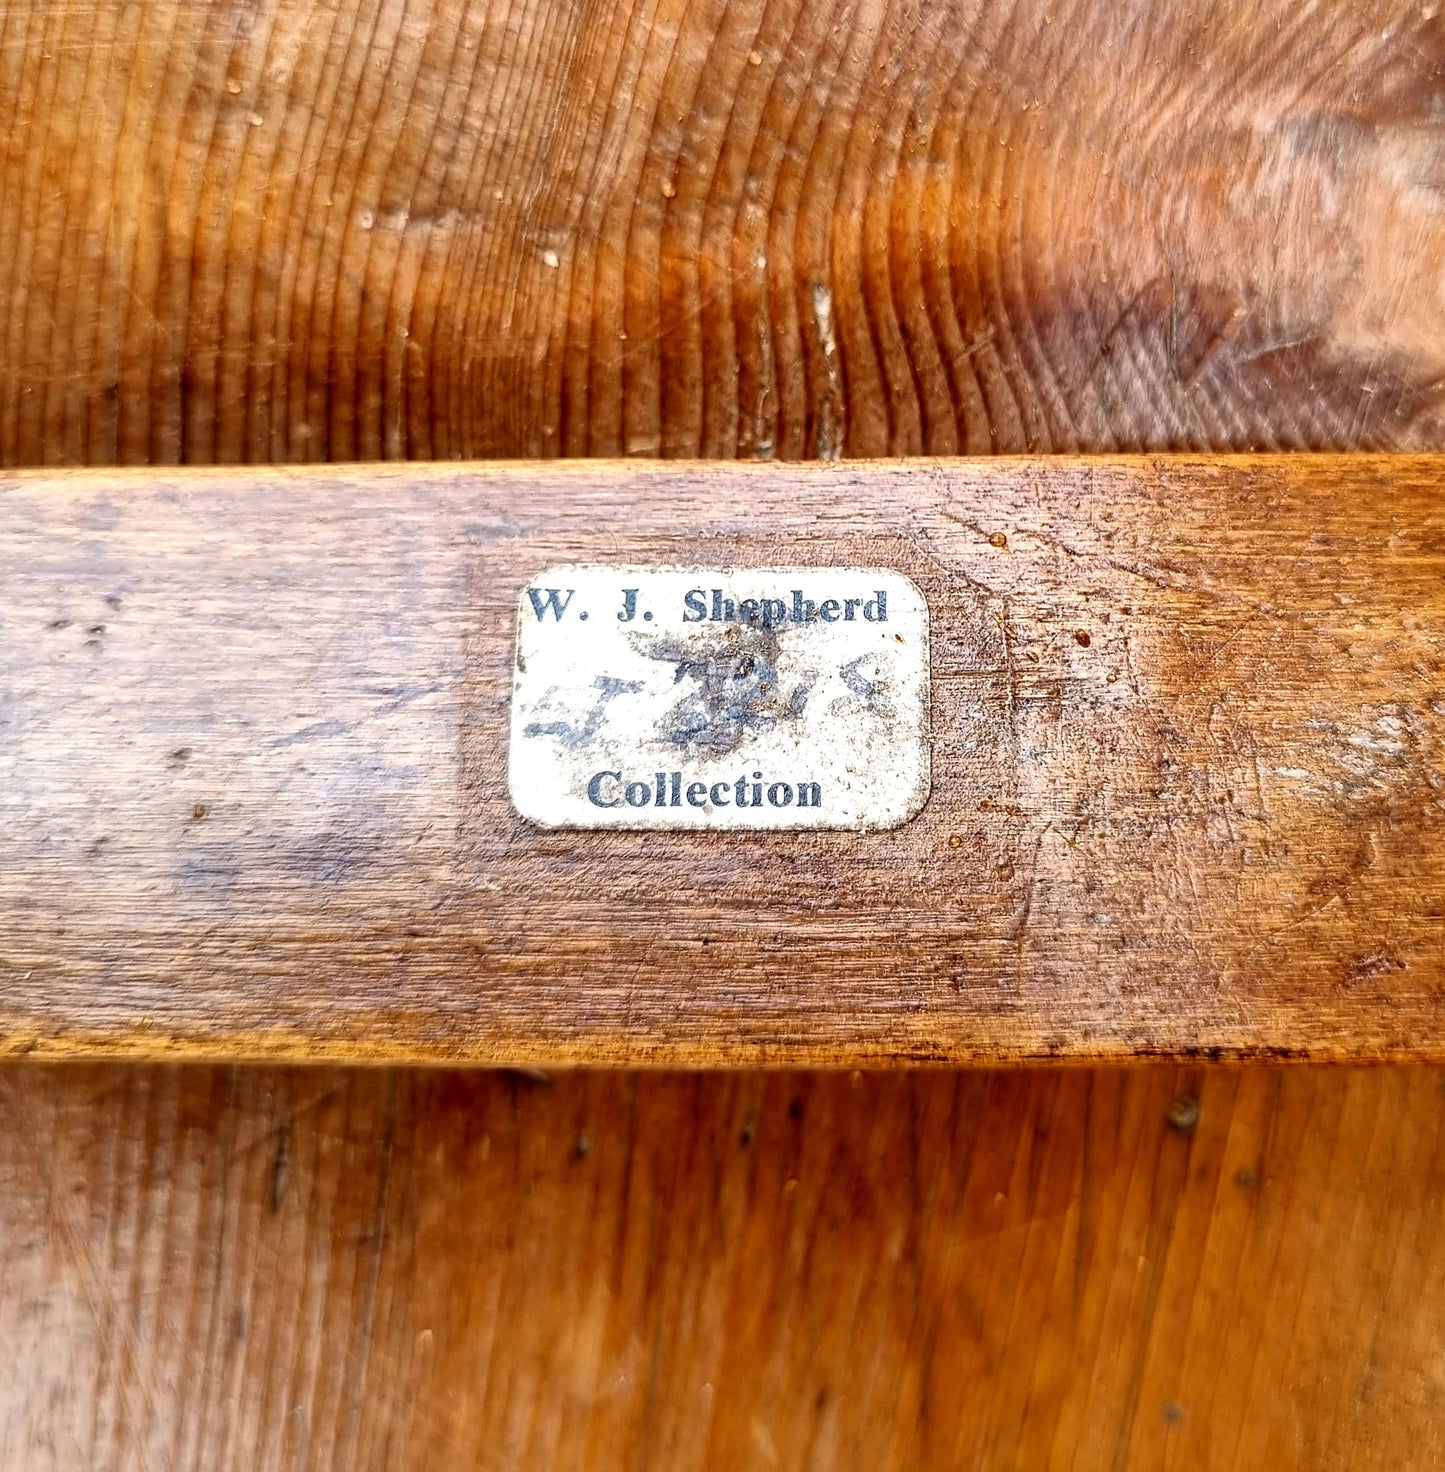 W. J. Shepherd
Collection